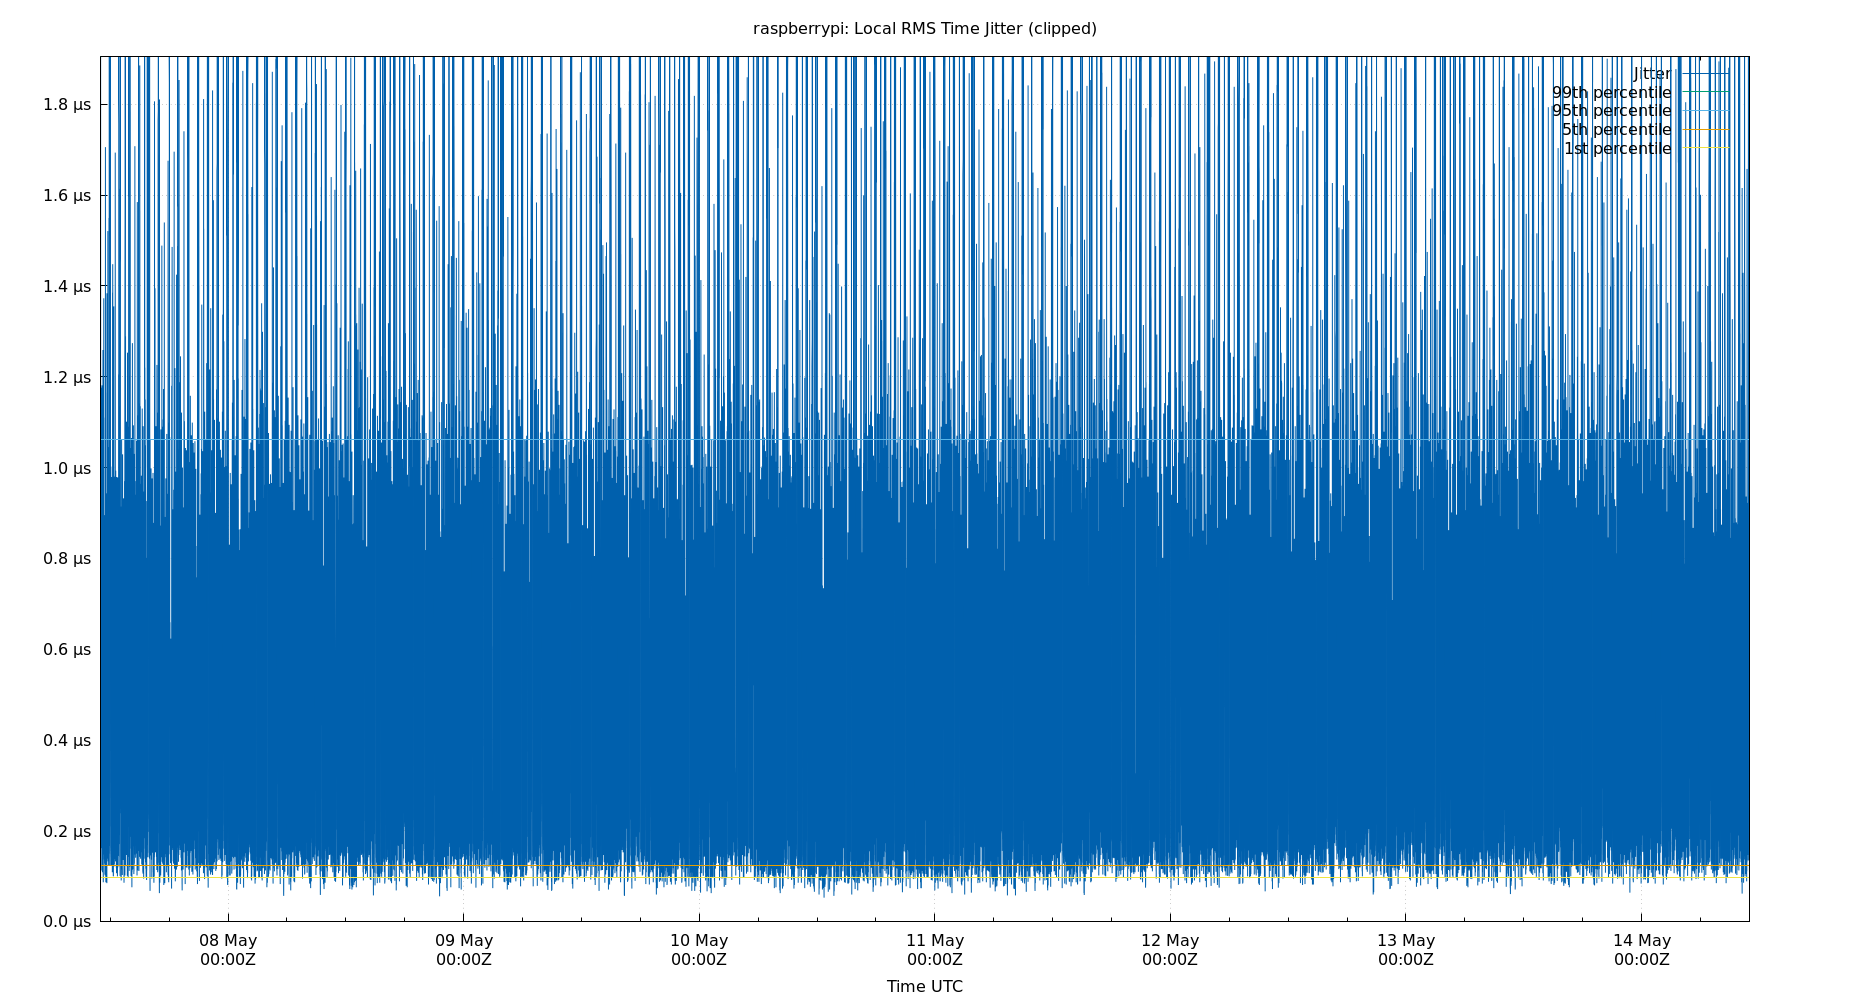 raspberrypi: Local RMS Time Jitter (clipped)
Jitter
99th percentile
95th percentile
5th percentile
1st percentile
1.8 µs
1.6 µs
1.4 µs
1.2 µs
1.0 µs
0.8 µs
0.6 µs
0.4 µs
0.2 µs
0.0 µs
08 May 09 May 10 May 11 May 12 May 13 May 14 May
00:00Z 00:00Z 00:00Z 00:00Z 00:00Z 00:00Z 00:00Z
Time UTC